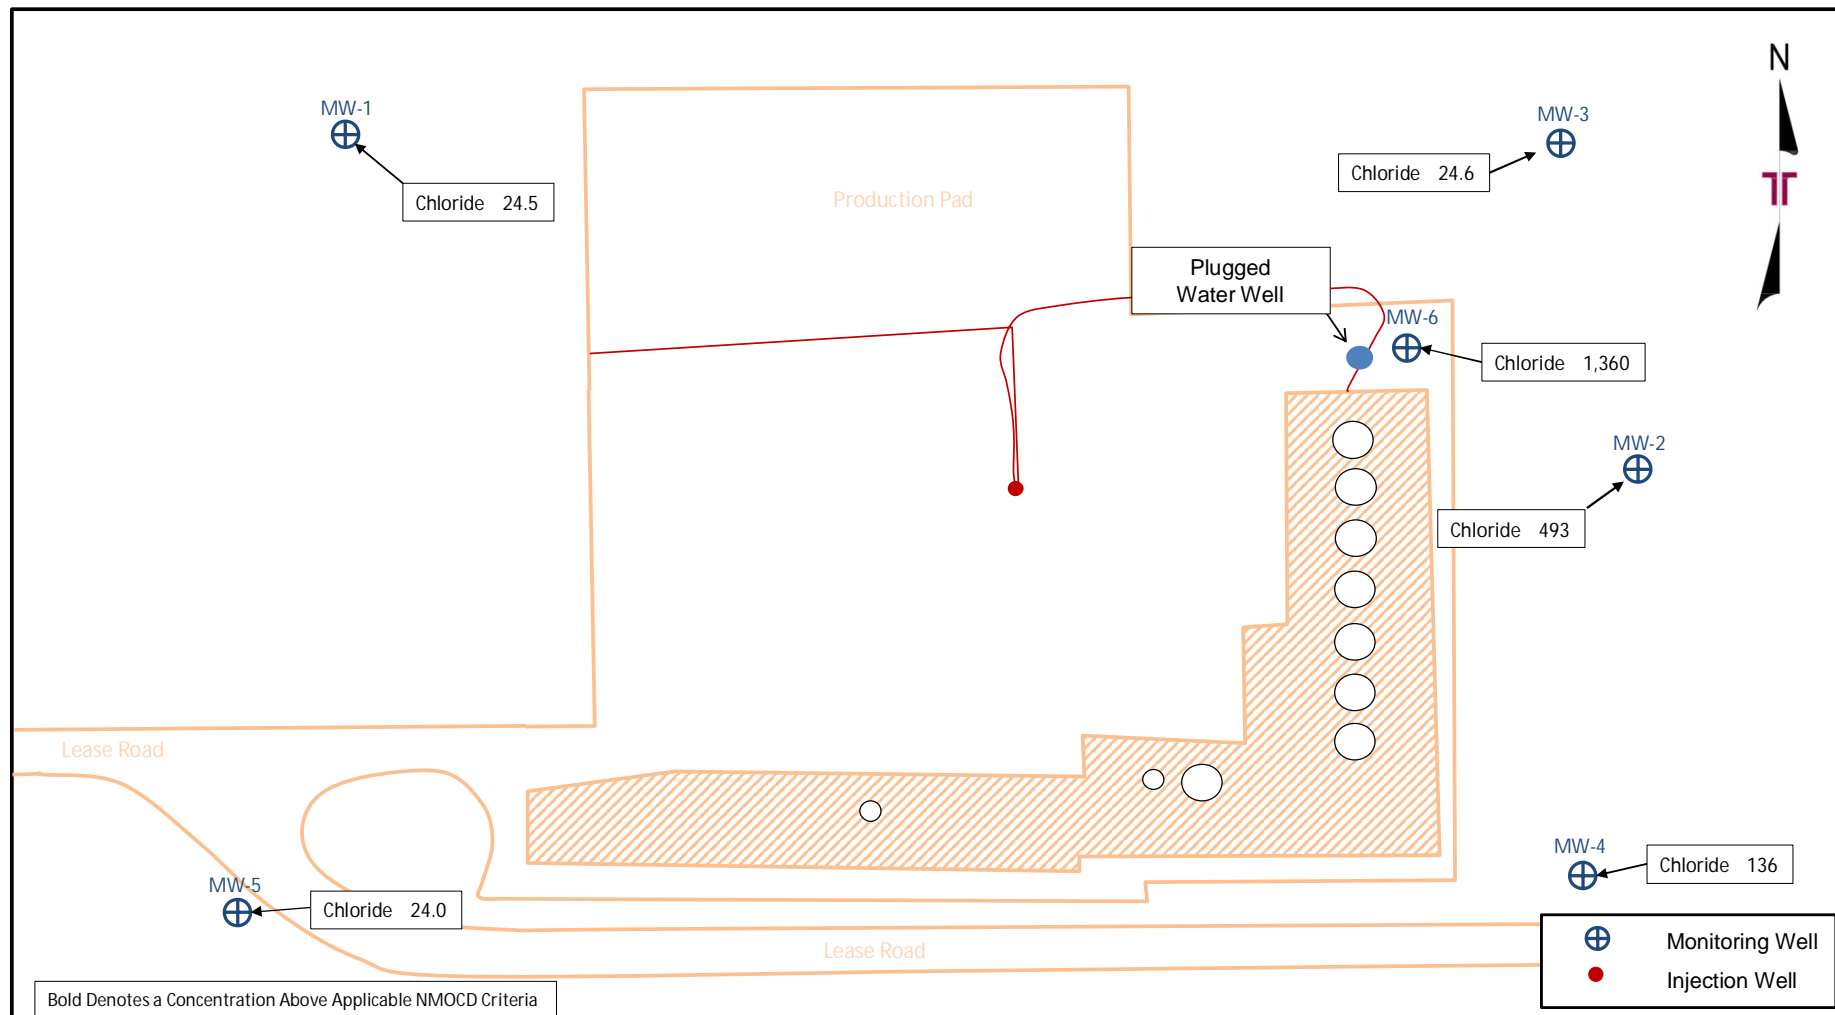 N
MW-1
MW-3
Chloride 24.6
Chloride 24.5
Production Pad
Plugged
Water Well
MW-6
Chloride 1,360
MW-2
Chloride 493
Lease Road
MW-4
Chloride 136
MW-5
Chloride 24.0
Lease Road
Monitoring Well
Injection Well
Bold Denotes a Concentration Above Applicable NMOCD Criteria